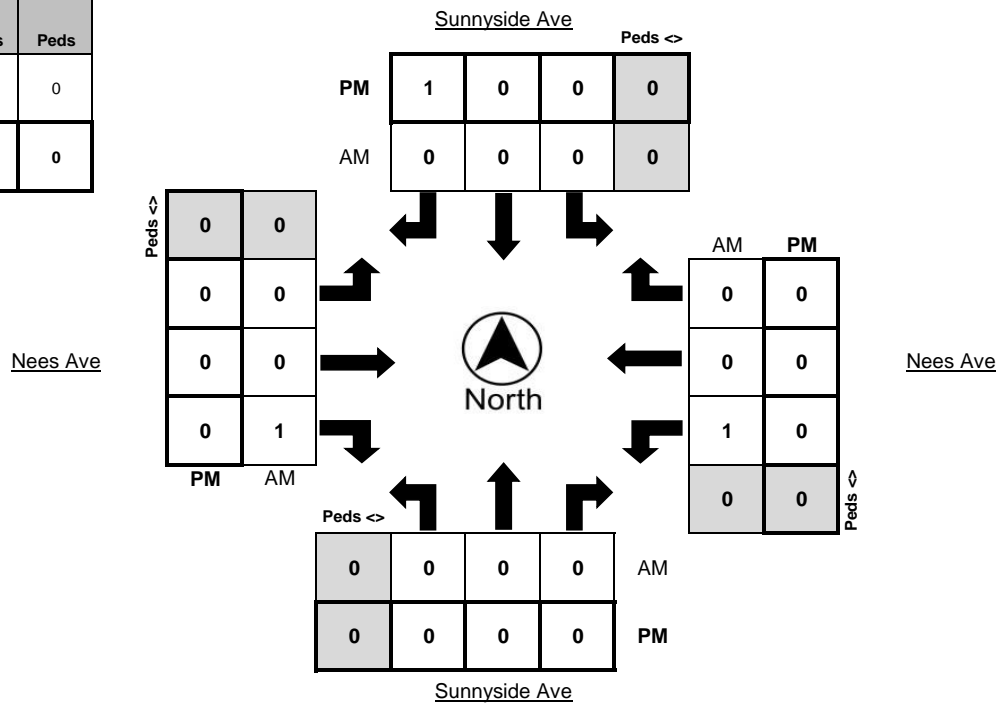 Sunnyside Ave
Peds
Peds <>
0
PM 1 0 0 0
0
AM 0 0 0 0
Peds <>
0 0
AM PM
0 0
0 0
Nees Ave
0 0
North
0 0
Nees Ave
0 1
1 0
PM AM
0 0
Peds <>
Peds <>
0 0 0 0 AM
0 0 0 0 PM
Sunnyside Ave